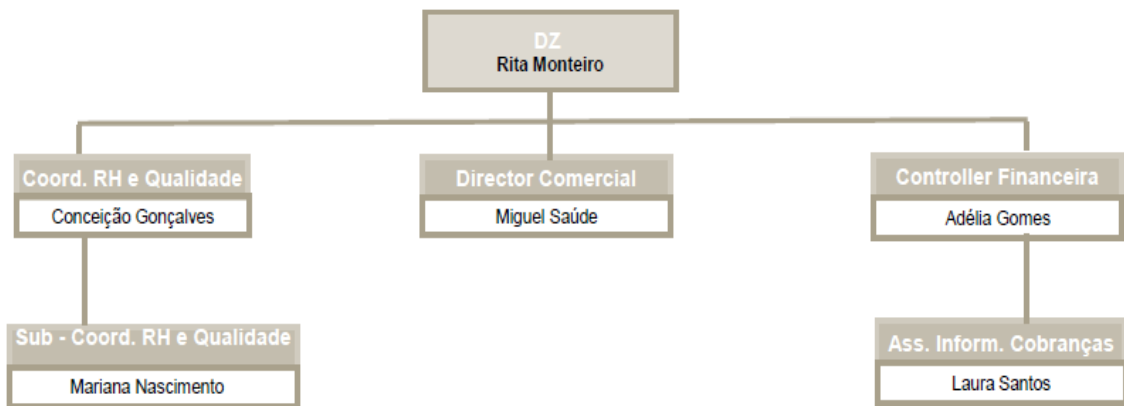 DZ
Rita Monteiro
Coord. RH e Qualidade
Conceição Gonçalves
Director Comercial
Miguel Saúde
Controller Financeira
Adélia Gomes
Sub - Coord. RH e Qualidade
Mariana Nascimento
Ass. Inform. Cobranças
Laura Santos